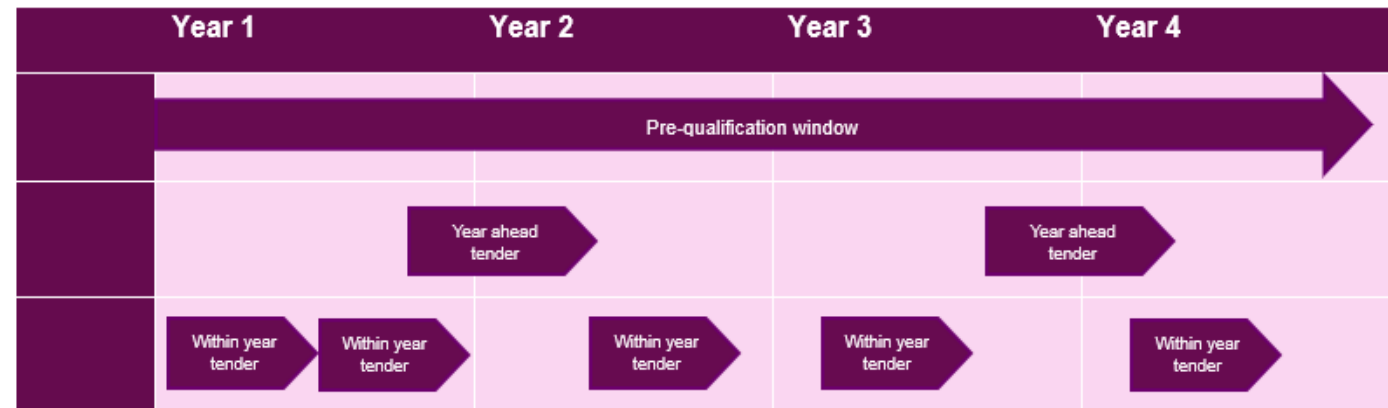 Year 1
Year 2
Year 3
Year 4
Pre-qualification window
Year ahead
tender
Year ahead
tender
Within year
tender
Within year
tender
Within year
tender
Within year
tender
Within year
tender